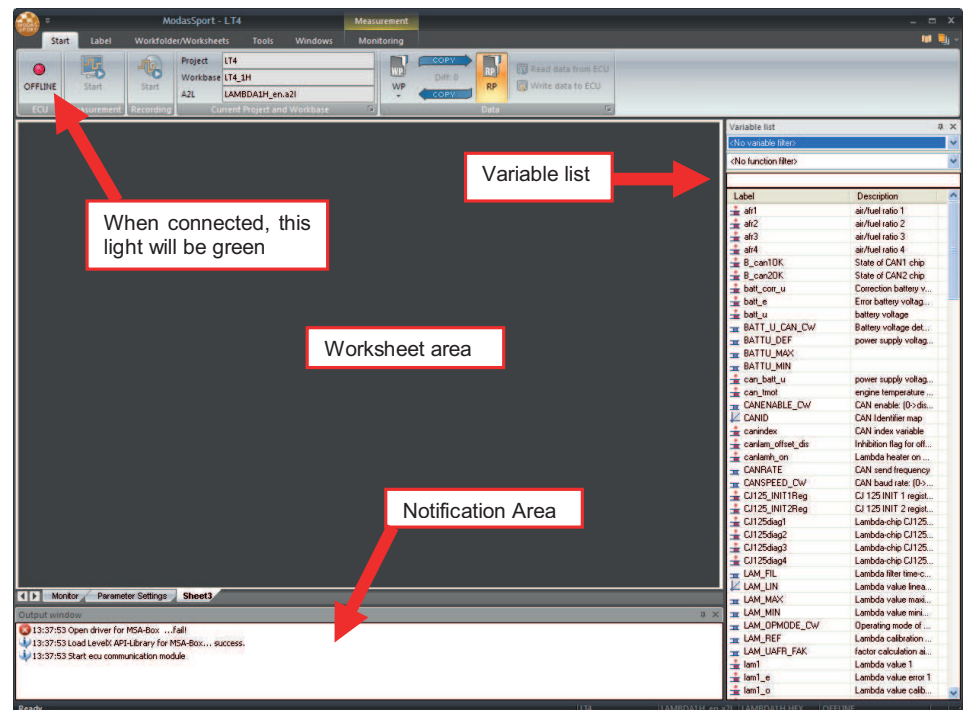 ModasSport - LT4
Measurement
Start Label Workfolder/Worksheets Tools Windows Monitoring
OFFLINE
ECU
Start
Measurement
Start
Recording
Project LT4
Workbase LT4_1H
A2L LAMBDA1H_en.a2l
Current Project and Workbase
WP
WP
COPY
Diff: 0
COPY
RP
RP
Read data from ECU
Write data to ECU
Data
When connected, this
light will be green
Variable list
Worksheet area
Notification Area
Variable list
<No variable filter>
<No function filter>
Label Description
afr1 air/fuel ratio 1
afr2 air/fuel ratio 2
afr3 air/fuel ratio 3
afr4 air/fuel ratio 4
B_can1OK State of CAN1 chip
B_can2OK State of CAN2 chip
batt_corr_u Correction battery v...
batt_e Error battery voltag...
batt_u battery voltage
BATT_U_CAN_CW Battery voltage det...
BATTU_DEF power supply voltag...
BATTU_MAX
BATTU_MIN
can_batt_u power supply voltag...
can_tmot engine temperature ...
CANENABLE_CW CAN enable: (0->dis...
CANID CAN Identifier map
canindex CAN index variable
canlam_offset_dis Inhibition flag for off...
canlamh_on Lambda heater on ...
CANRATE CAN send frequency
CANSPEED_CW CAN baud rate: (0->...
CJ125_INIT1Reg CJ 125 INIT 1 regist...
CJ125_INIT2Reg CJ 125 INIT 2 regist...
CJ125diag1 Lambda-chip CJ125...
CJ125diag2 Lambda-chip CJ125...
CJ125diag3 Lambda-chip CJ125...
CJ125diag4 Lambda-chip CJ125...
LAM_FIL Lambda filter time-c...
LAM_LIN Lambda value linea...
LAM_MAX Lambda value maxi...
LAM_MIN Lambda value mini...
LAM_OPMODE_CW Operating mode of ...
LAM_REF Lambda calibration ...
LAM_UAFR_FAK factor calculation ai...
lam1 Lambda value 1
lam1_e Lambda value error 1
lam1_o Lambda value calib...
Monitor Parameter Settings Sheet3
Output window
13:37:53 Open driver for MSA-Box ...fail!
13:37:53 Load LevelX API-Library for MSA-Box... success.
13:37:53 Start ecu communication module
Ready LT4 LAMBDA1H_en.a2l LAMBDA1H.HEX OFFLINE